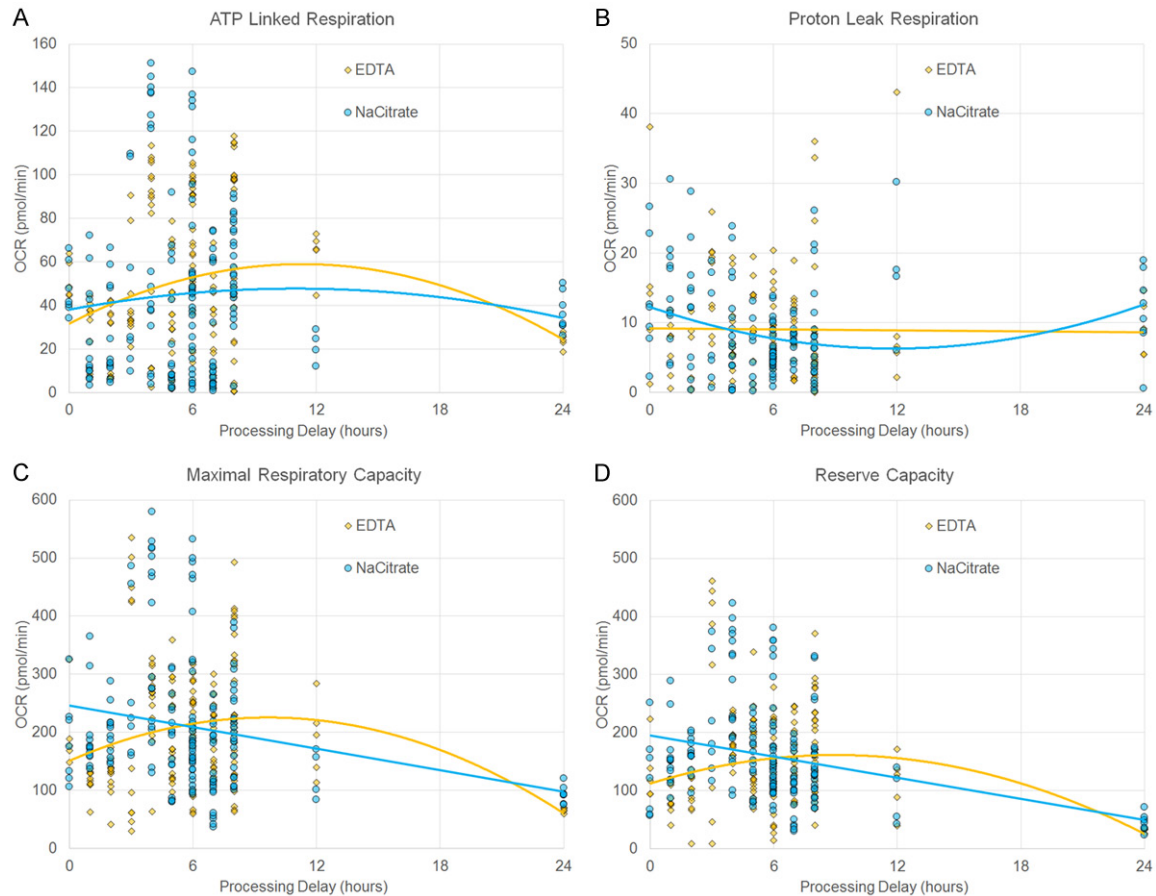 A
ATP Linked Respiration
OCR (pmol/min)
160
140
120
100
80
60
40
20
0
EDTA
NaCitrate
0 6 12 18 24
Processing Delay (hours)
B
Proton Leak Respiration
OCR (pmol/min)
50
40
30
20
10
0
EDTA
NaCitrate
0 6 12 18 24
Processing Delay (hours)
C
Maximal Respiratory Capacity
OCR (pmol/min)
600
500
400
300
200
100
0
EDTA
NaCitrate
0 6 12 18 24
Processing Delay (hours)
D
Reserve Capacity
OCR (pmol/min)
600
500
400
300
200
100
0
EDTA
NaCitrate
0 6 12 18 24
Processing Delay (hours)